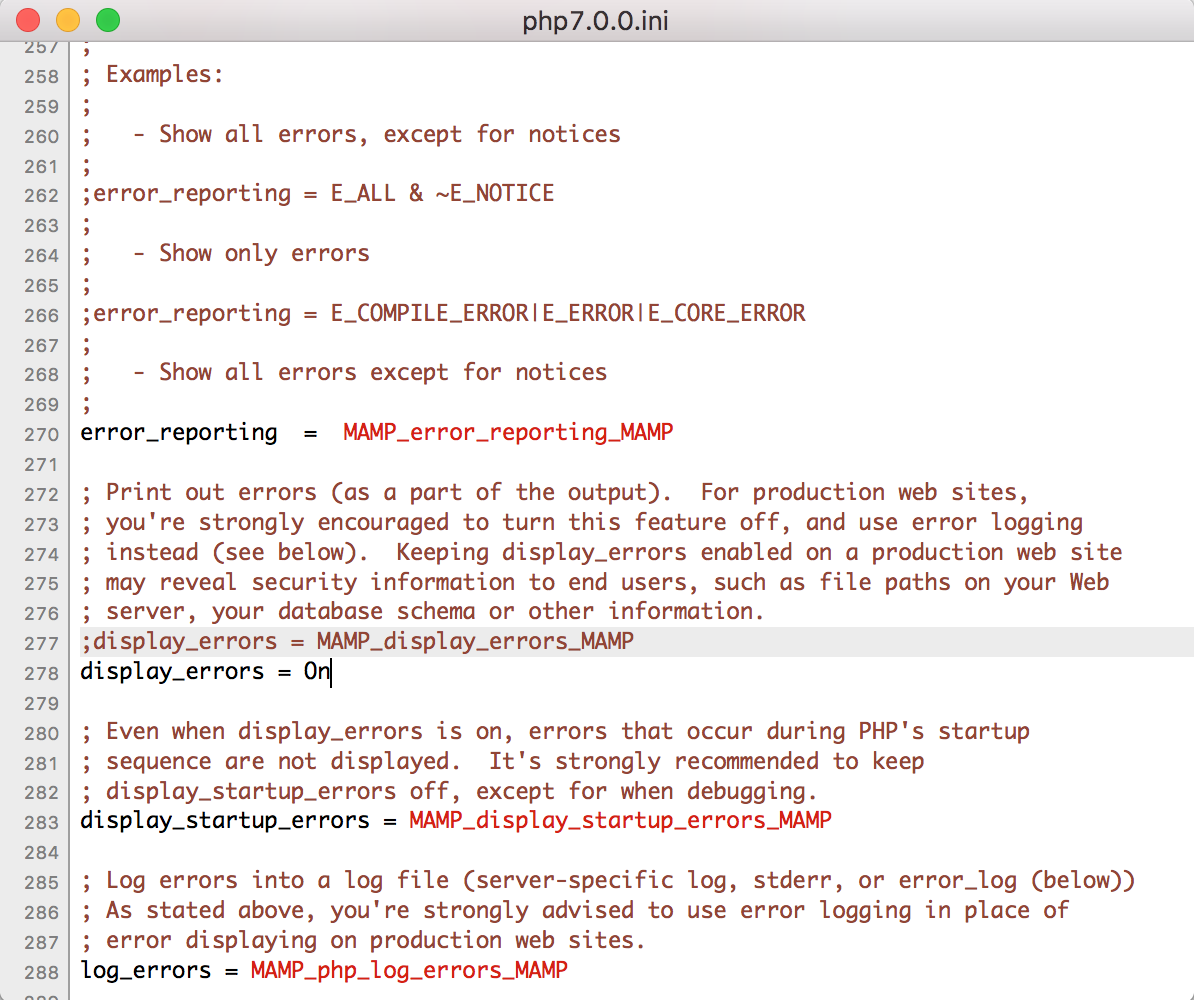 php7.0.0.ini
257 ;
258 ; Examples:
259 ;
260 ;   - Show all errors, except for notices
261 ;
262 ;error_reporting = E_ALL & ~E_NOTICE
263 ;
264 ;   - Show only errors
265 ;
266 ;error_reporting = E_COMPILE_ERROR|E_ERROR|E_CORE_ERROR
267 ;
268 ;   - Show all errors except for notices
269 ;
270 error_reporting  =  MAMP_error_reporting_MAMP
271
272 ; Print out errors (as a part of the output).  For production web sites,
273 ; you're strongly encouraged to turn this feature off, and use error logging
274 ; instead (see below).  Keeping display_errors enabled on a production web site
275 ; may reveal security information to end users, such as file paths on your Web
276 ; server, your database schema or other information.
277 ;display_errors = MAMP_display_errors_MAMP
278 display_errors = On
279
280 ; Even when display_errors is on, errors that occur during PHP's startup
281 ; sequence are not displayed.  It's strongly recommended to keep
282 ; display_startup_errors off, except for when debugging.
283 display_startup_errors = MAMP_display_startup_errors_MAMP
284
285 ; Log errors into a log file (server-specific log, stderr, or error_log (below))
286 ; As stated above, you're strongly advised to use error logging in place of
287 ; error displaying on production web sites.
288 log_errors = MAMP_php_log_errors_MAMP